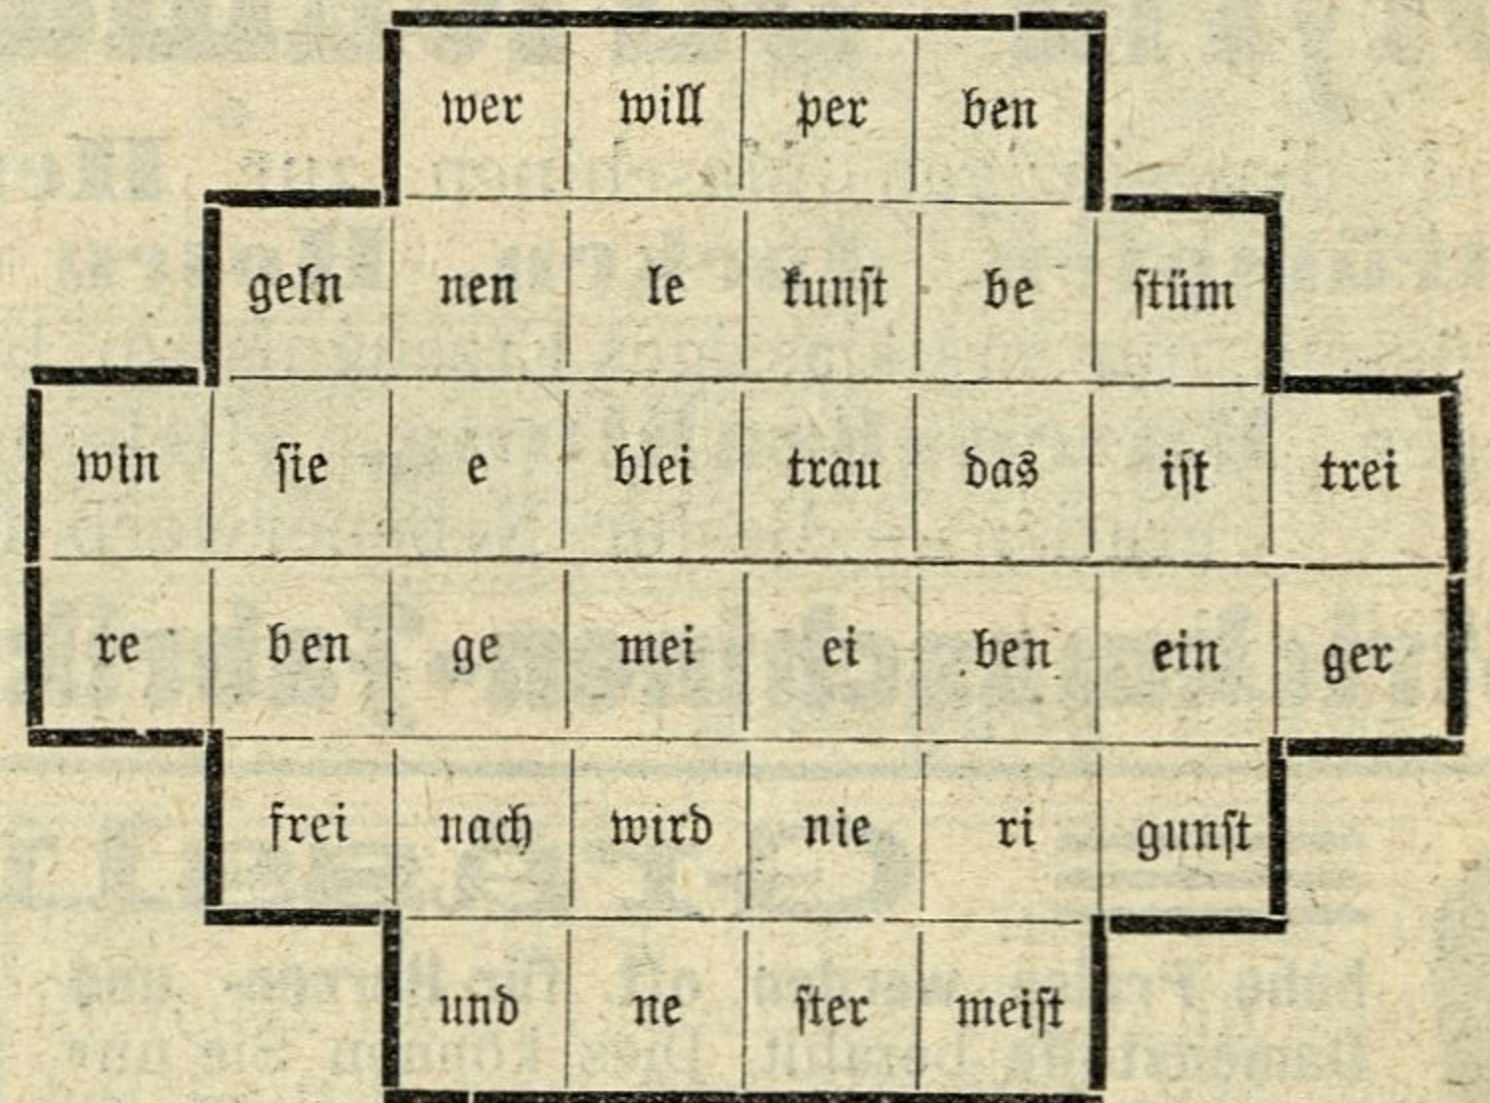 wer will per ben
geln nen le kunst be stüm
win sie e blei trau das ist trei
re ben ge mei ei ben ein ger
frei nach wird nie ri gunst
und ne ster meist